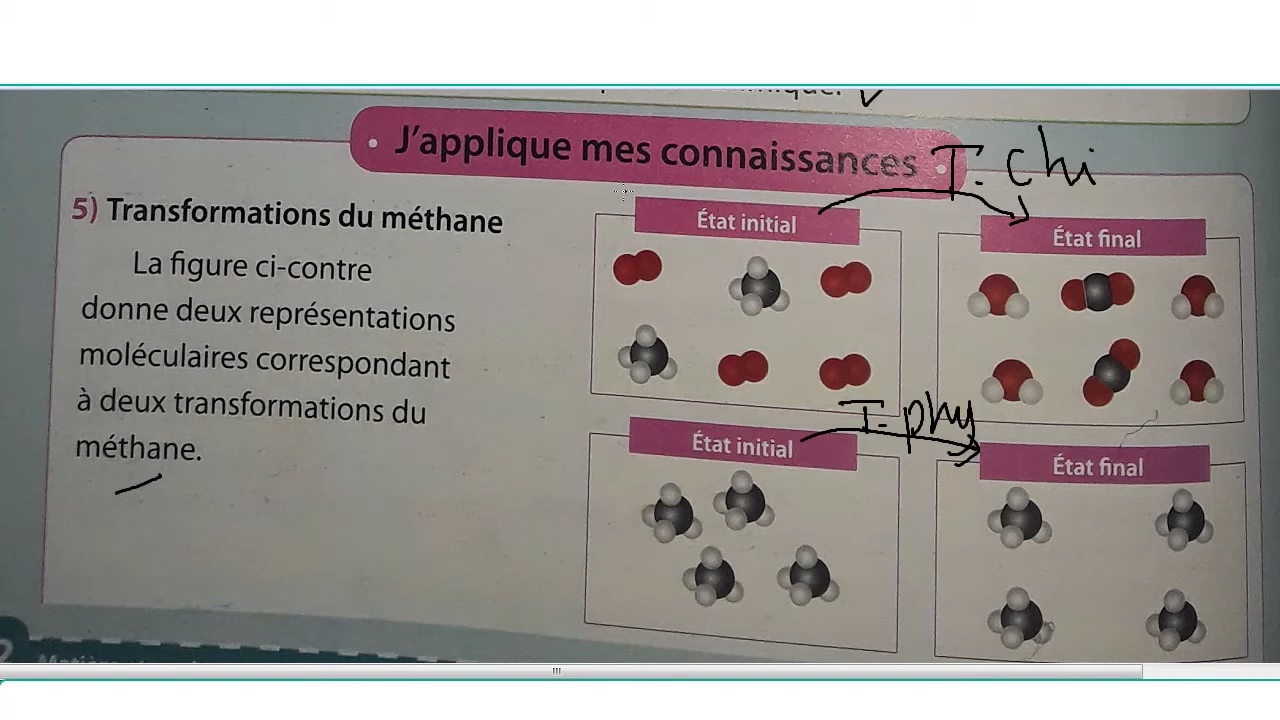 J'applique mes connaissances
T. chi
5) Transformations du méthane
La figure ci-contre
donne deux représentations
moléculaires correspondant
à deux transformations du
méthane.
État initial
État final
T. phy
État initial
État final